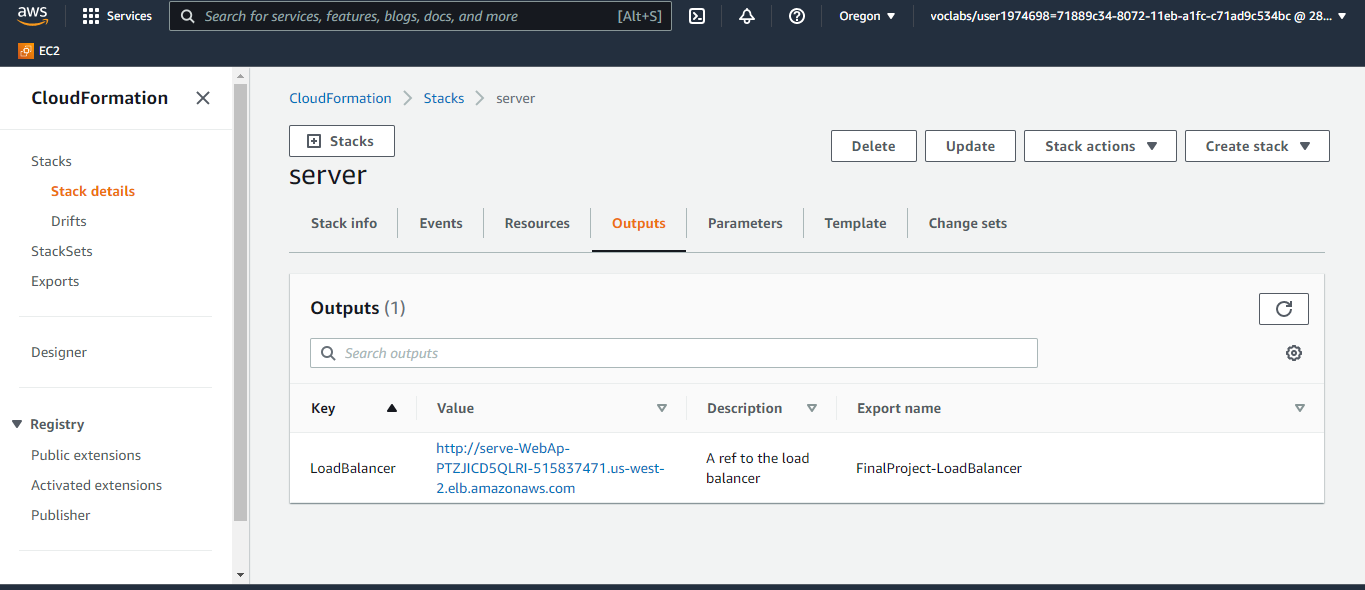 aws
Services
Search for services, features, blogs, docs, and more
[Alt+S]
Oregon
voclabs/user1974698=71889c34-8072-11eb-a1fc-c71ad9c534bc @ 28...
EC2
CloudFormation
Stacks
Stack details
Drifts
StackSets
Exports
Designer
Registry
Public extensions
Activated extensions
Publisher
CloudFormation
Stacks
server
Stacks
Delete
Update
Stack actions
Create stack
server
Stack info
Events
Resources
Outputs
Parameters
Template
Change sets
Outputs (1)
Search outputs
Key
Value
Description
Export name
LoadBalancer
http://serve-WebAp-
PTZJICD5QLRI-515837471.us-west-
2.elb.amazonaws.com
A ref to the load
balancer
FinalProject-LoadBalancer